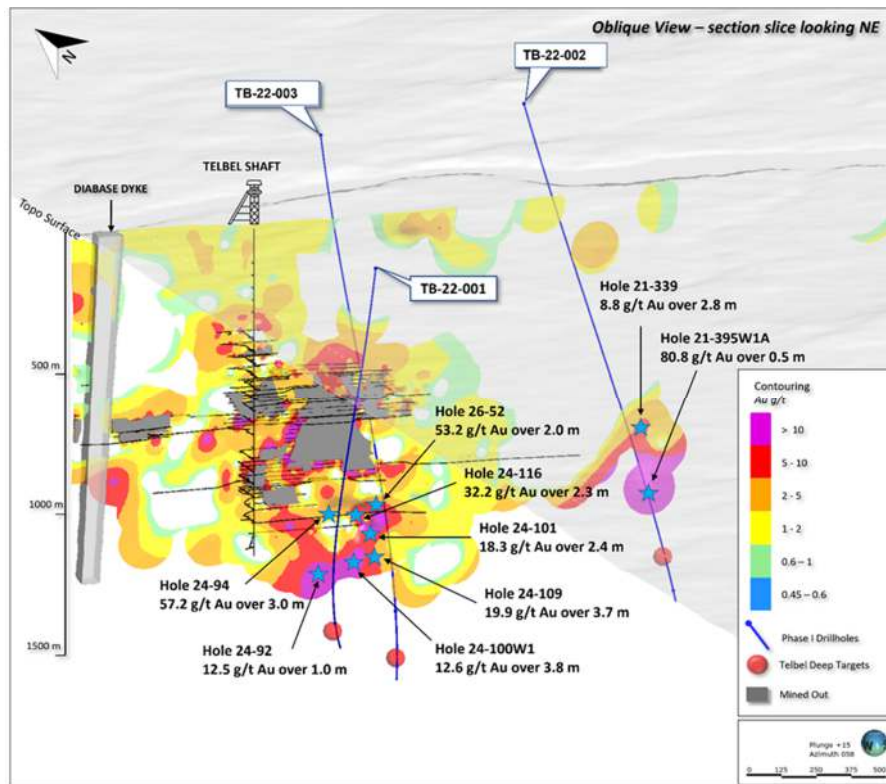 Oblique View – section slice looking NE
N
TB-22-002
TB-22-003
TELBEL SHAFT
DIABASE DYKE
Topo Surface
TB-22-001
Hole 21-339
8.8 g/t Au over 2.8 m
Hole 21-395W1A
80.8 g/t Au over 0.5 m
500 m
Hole 26-52
53.2 g/t Au over 2.0 m
Hole 24-116
32.2 g/t Au over 2.3 m
1000 m
Hole 24-101
18.3 g/t Au over 2.4 m
Hole 24-94
57.2 g/t Au over 3.0 m
Hole 24-109
19.9 g/t Au over 3.7 m
Hole 24-92
12.5 g/t Au over 1.0 m
Hole 24-100W1
12.6 g/t Au over 3.8 m
1500 m
Contouring
Au g/t
> 10
5 - 10
2 - 5
1 - 2
0.6 – 1
0.45 – 0.6
Phase I Drillholes
Telbel Deep Targets
Mined Out
Plunge +15
Azimuth 058
0 125 250 375 500